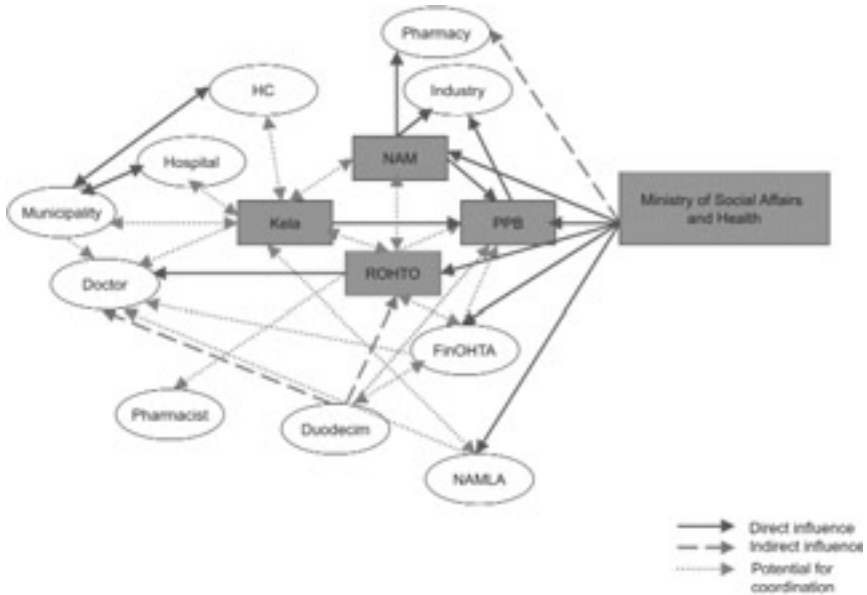 Pharmacy
HC
Industry
Hospital
NAM
Municipality
Kela
PPB
Ministry of Social Affairs
and Health
Doctor
ROHTO
FinOHTA
Pharmacist
Duodecim
NAMLA
Direct influence
Indirect influence
Potential for
coordination